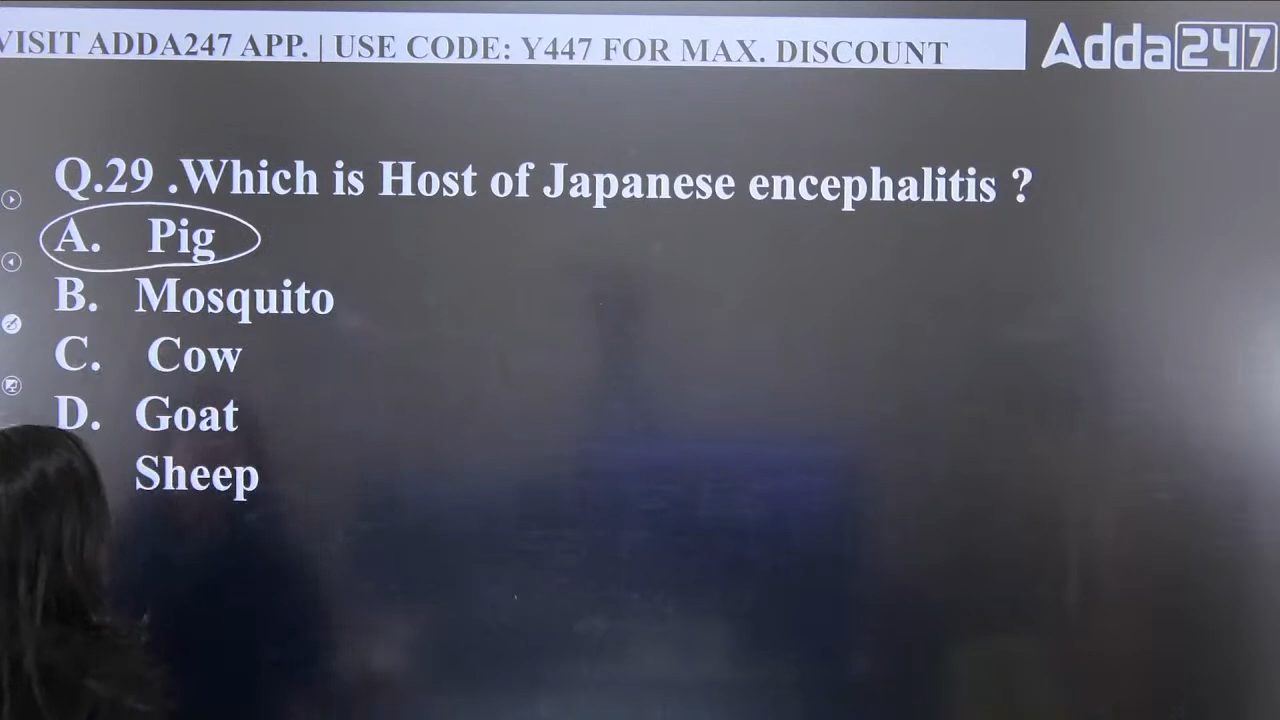 VISIT ADDA247 APP. | USE CODE: Y447 FOR MAX. DISCOUNT
Adda247
Q.29 .Which is Host of Japanese encephalitis ?
A. Pig
B. Mosquito
C. Cow
D. Goat
Sheep